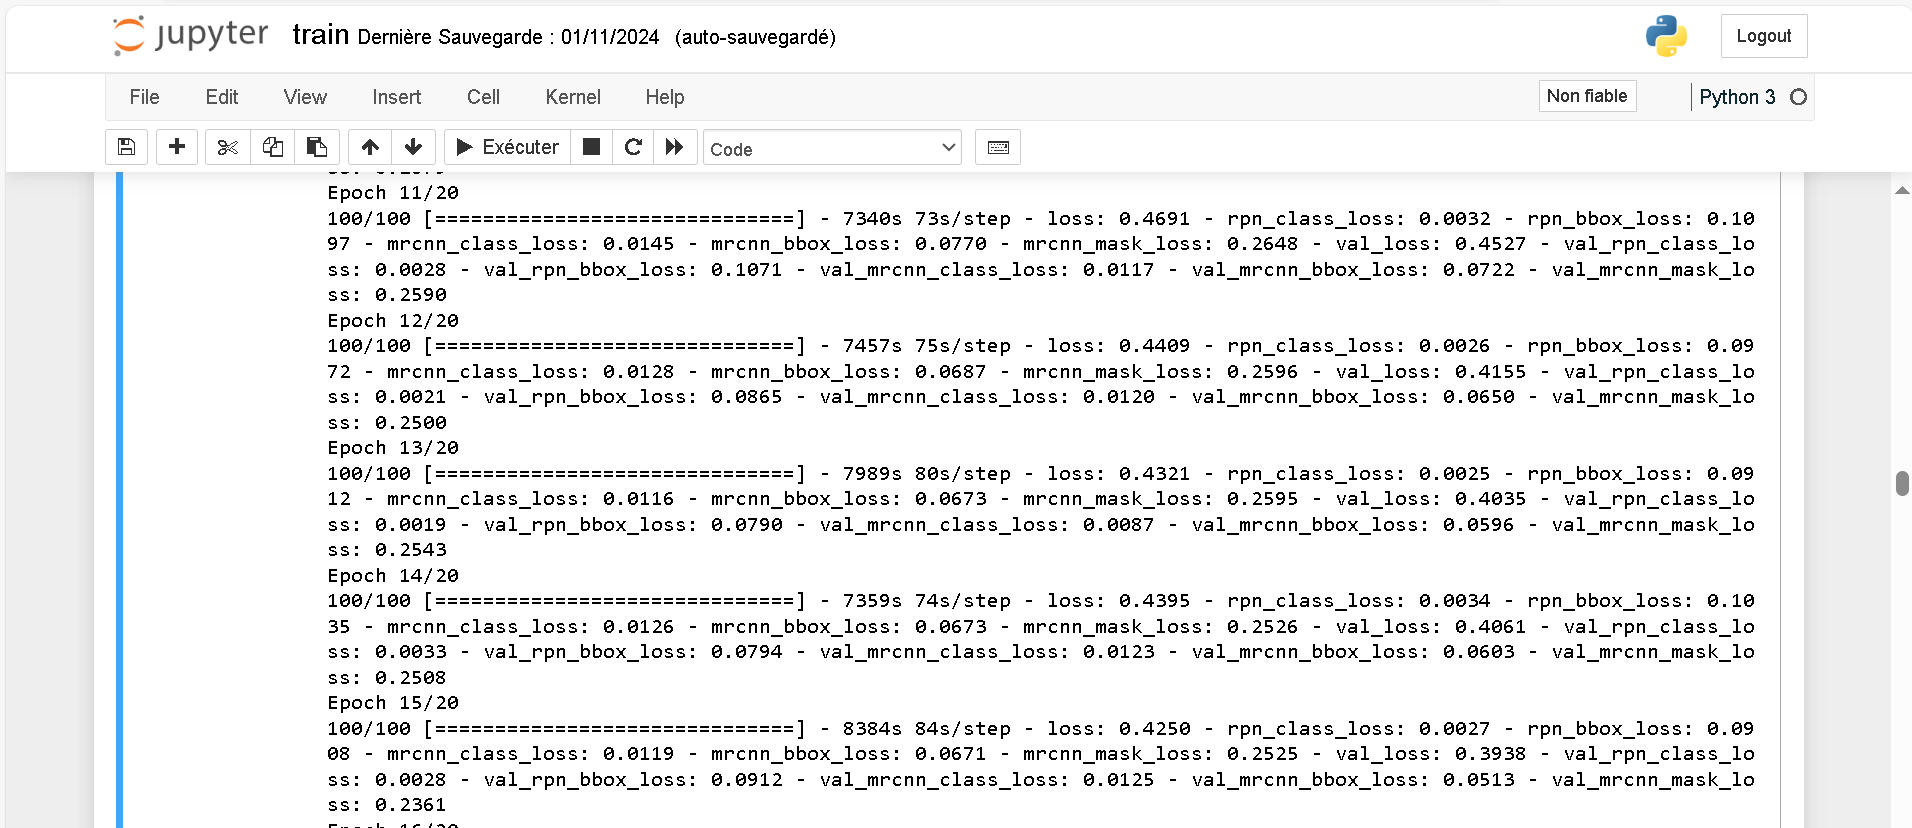 jupyter train Dernière Sauvegarde : 01/11/2024 (auto-sauvegardé) Logout
File Edit View Insert Cell Kernel Help Non fiable Python 3
Exécuter Code
Epoch 11/20
100/100 [==============================] - 7340s 73s/step - loss: 0.4691 - rpn_class_loss: 0.0032 - rpn_bbox_loss: 0.10
97 - mrcnn_class_loss: 0.0145 - mrcnn_bbox_loss: 0.0770 - mrcnn_mask_loss: 0.2648 - val_loss: 0.4527 - val_rpn_class_lo
ss: 0.0028 - val_rpn_bbox_loss: 0.1071 - val_mrcnn_class_loss: 0.0117 - val_mrcnn_bbox_loss: 0.0722 - val_mrcnn_mask_lo
ss: 0.2590
Epoch 12/20
100/100 [==============================] - 7457s 75s/step - loss: 0.4409 - rpn_class_loss: 0.0026 - rpn_bbox_loss: 0.09
72 - mrcnn_class_loss: 0.0128 - mrcnn_bbox_loss: 0.0687 - mrcnn_mask_loss: 0.2596 - val_loss: 0.4155 - val_rpn_class_lo
ss: 0.0021 - val_rpn_bbox_loss: 0.0865 - val_mrcnn_class_loss: 0.0120 - val_mrcnn_bbox_loss: 0.0650 - val_mrcnn_mask_lo
ss: 0.2500
Epoch 13/20
100/100 [==============================] - 7989s 80s/step - loss: 0.4321 - rpn_class_loss: 0.0025 - rpn_bbox_loss: 0.09
12 - mrcnn_class_loss: 0.0116 - mrcnn_bbox_loss: 0.0673 - mrcnn_mask_loss: 0.2595 - val_loss: 0.4035 - val_rpn_class_lo
ss: 0.0019 - val_rpn_bbox_loss: 0.0790 - val_mrcnn_class_loss: 0.0087 - val_mrcnn_bbox_loss: 0.0596 - val_mrcnn_mask_lo
ss: 0.2543
Epoch 14/20
100/100 [==============================] - 7359s 74s/step - loss: 0.4395 - rpn_class_loss: 0.0034 - rpn_bbox_loss: 0.10
35 - mrcnn_class_loss: 0.0126 - mrcnn_bbox_loss: 0.0673 - mrcnn_mask_loss: 0.2526 - val_loss: 0.4061 - val_rpn_class_lo
ss: 0.0033 - val_rpn_bbox_loss: 0.0794 - val_mrcnn_class_loss: 0.0123 - val_mrcnn_bbox_loss: 0.0603 - val_mrcnn_mask_lo
ss: 0.2508
Epoch 15/20
100/100 [==============================] - 8384s 84s/step - loss: 0.4250 - rpn_class_loss: 0.0027 - rpn_bbox_loss: 0.09
08 - mrcnn_class_loss: 0.0119 - mrcnn_bbox_loss: 0.0671 - mrcnn_mask_loss: 0.2525 - val_loss: 0.3938 - val_rpn_class_lo
ss: 0.0028 - val_rpn_bbox_loss: 0.0912 - val_mrcnn_class_loss: 0.0125 - val_mrcnn_bbox_loss: 0.0513 - val_mrcnn_mask_lo
ss: 0.2361